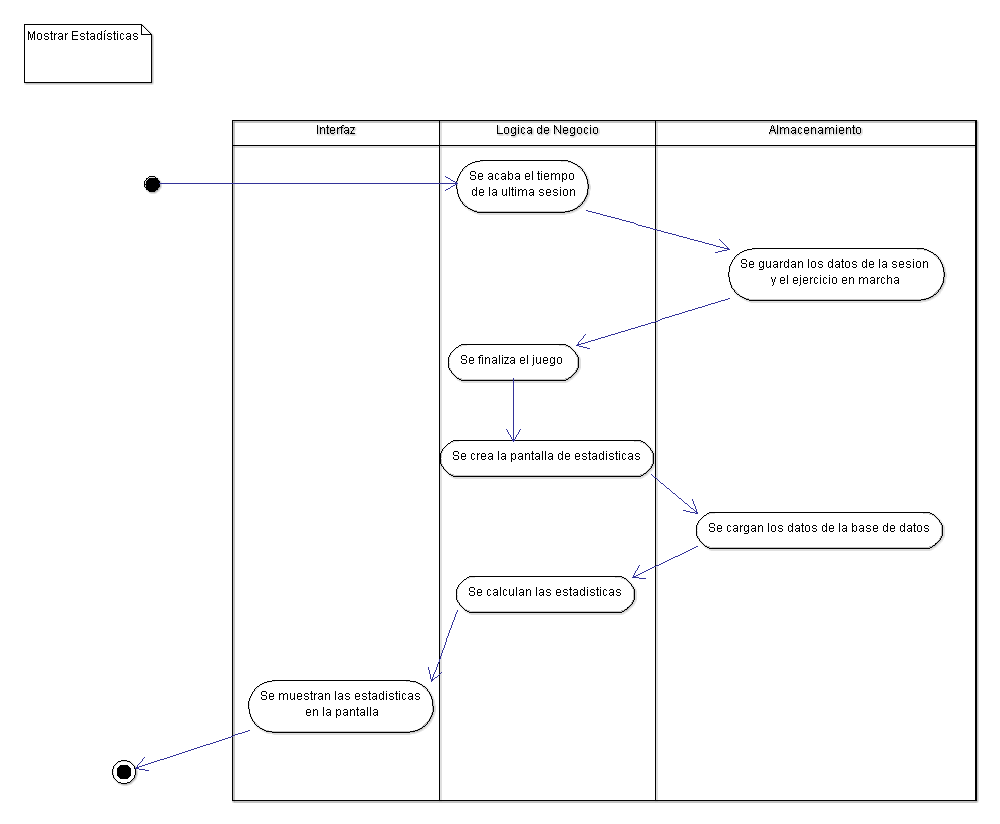 Mostrar Estadísticas
Interfaz
Logica de Negocio
Almacenamiento
Se acaba el tiempo
de la ultima sesion
Se guardan los datos de la sesion
y el ejercicio en marcha
Se finaliza el juego
Se crea la pantalla de estadisticas
Se cargan los datos de la base de datos
Se calculan las estadisticas
Se muestran las estadisticas
en la pantalla